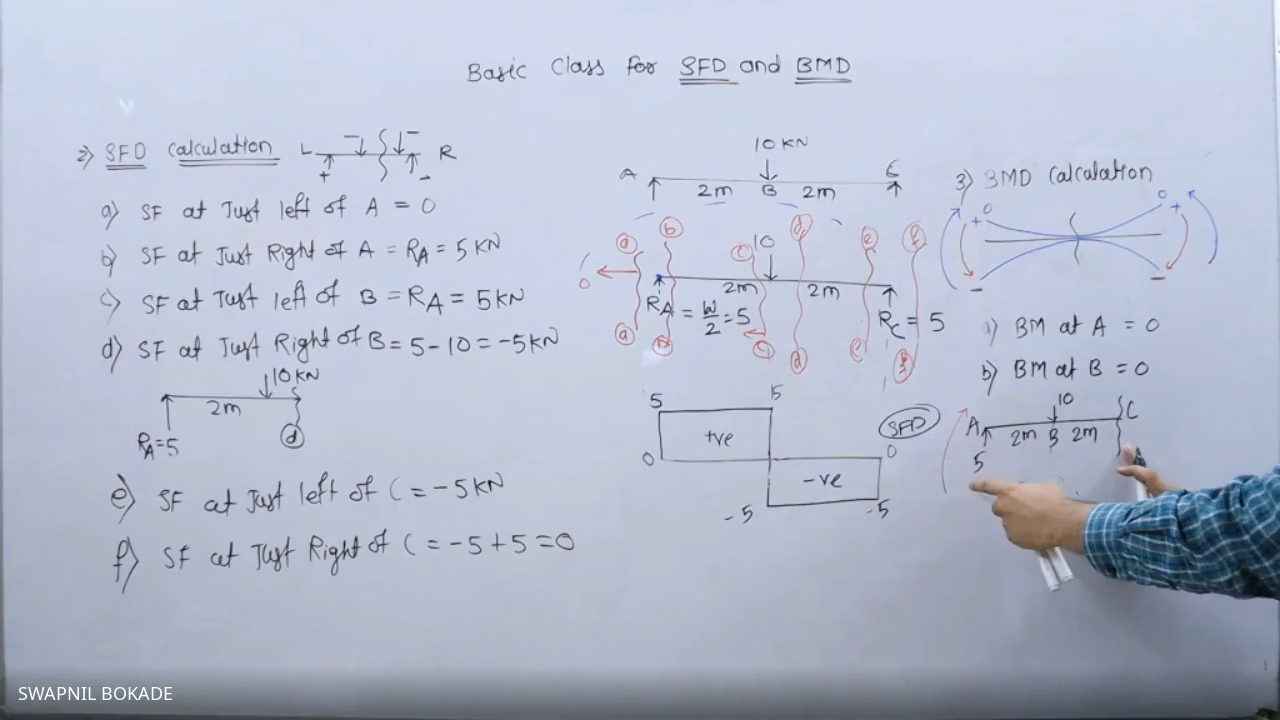 Basic Class for SFD and BMD
2) SFD calculation L + - - - R
a) SF at Just left of A = 0
b) SF at Just Right of A = RA = 5 KN
c) SF at Just left of B = RA = 5 KN
d) SF at Just Right of B = 5 - 10 = -5 KN
10 KN
2m
RA=5
d
e) SF at Just left of C = -5 KN
f) SF at Just Right of C = -5 + 5 = 0
10 KN
A 2m B 2m C
a b c d e f
10
0
2m 2m
RA = W/2 = 5
RC = 5
a b c d e f
5 5
+ve
0
SFD
0
-ve
-5 -5
3) BMD Calculation
0 + 0 +
- -
a) BM at A = 0
b) BM at B = 0
10
A 2m B 2m C
5
SWAPNIL BOKADE